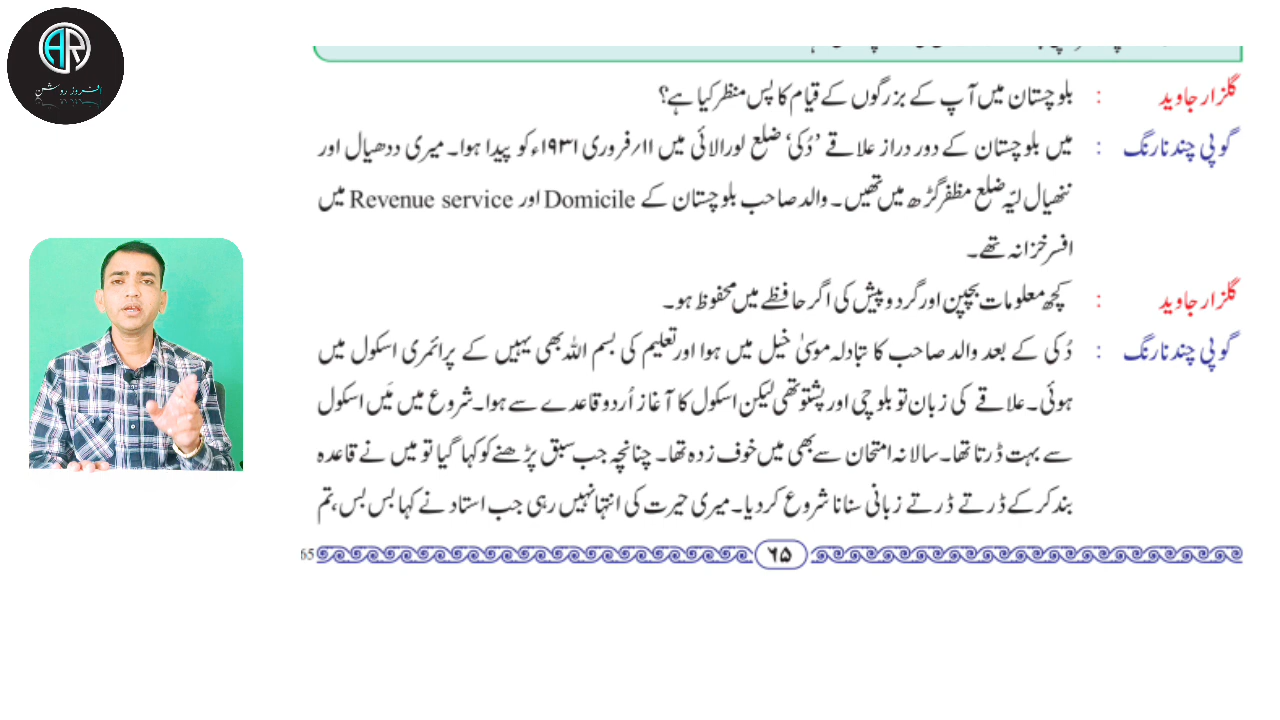 AR
افروز روشن
گلزار جاوید : بلوچستان میں آپ کے بزرگوں کے قیام کا پس منظر کیا ہے؟
گوپی چند نارنگ : میں بلوچستان کے دور دراز علاقے ’دُکی‘ ضلع لورالائی میں ۱۱؍فروری ۱۹۳۱ء کو پیدا ہوا۔ میری ددھیال اور
ننھیال لیّہ ضلع مظفرگڑھ میں تھیں۔ والد صاحب بلوچستان کے Domicile اور Revenue service میں
افسر خزانہ تھے۔
گلزار جاوید : کچھ معلومات بچپن اور گرد و پیش کی اگر حافظے میں محفوظ ہو۔
گوپی چند نارنگ : دُکی کے بعد والد صاحب کا تبادلہ موسیٰ خیل میں ہوا اور تعلیم کی بسم اللہ بھی یہیں کے پرائمری اسکول میں
ہوئی۔ علاقے کی زبان تو بلوچی اور پشتو تھی لیکن اسکول کا آغاز اُردو قاعدے سے ہوا۔ شروع میں مَیں اسکول
سے بہت ڈرتا تھا۔ سالانہ امتحان سے بھی میں خوف زدہ تھا۔ چنانچہ جب سبق پڑھنے کو کہا گیا تو میں نے قاعدہ
بند کر کے ڈرتے ڈرتے زبانی سنانا شروع کر دیا۔ میری حیرت کی انتہا نہیں رہی جب استاد نے کہا بس بس، تم
65
۶۵